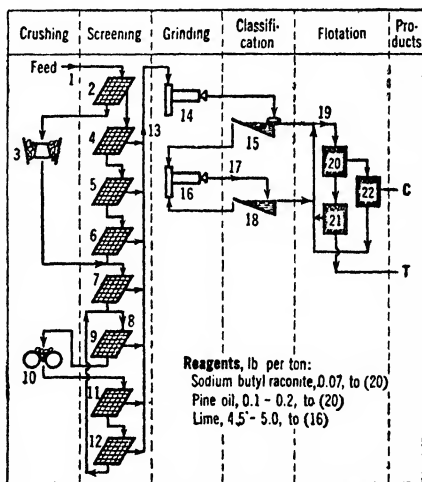 Crushing Screening Grinding Classifi-cation Flotation Pro-ducts
Feed
1
2
3
4
5
6
7
8
9
10
11
12
13
14
15
16
17
18
19
20
21
22
C
T
Reagents, lb per ton:
Sodium butyl raconite, 0.07, to (20)
Pine oil, 0.1 - 0.2, to (20)
Lime, 4.5 - 5.0, to (16)